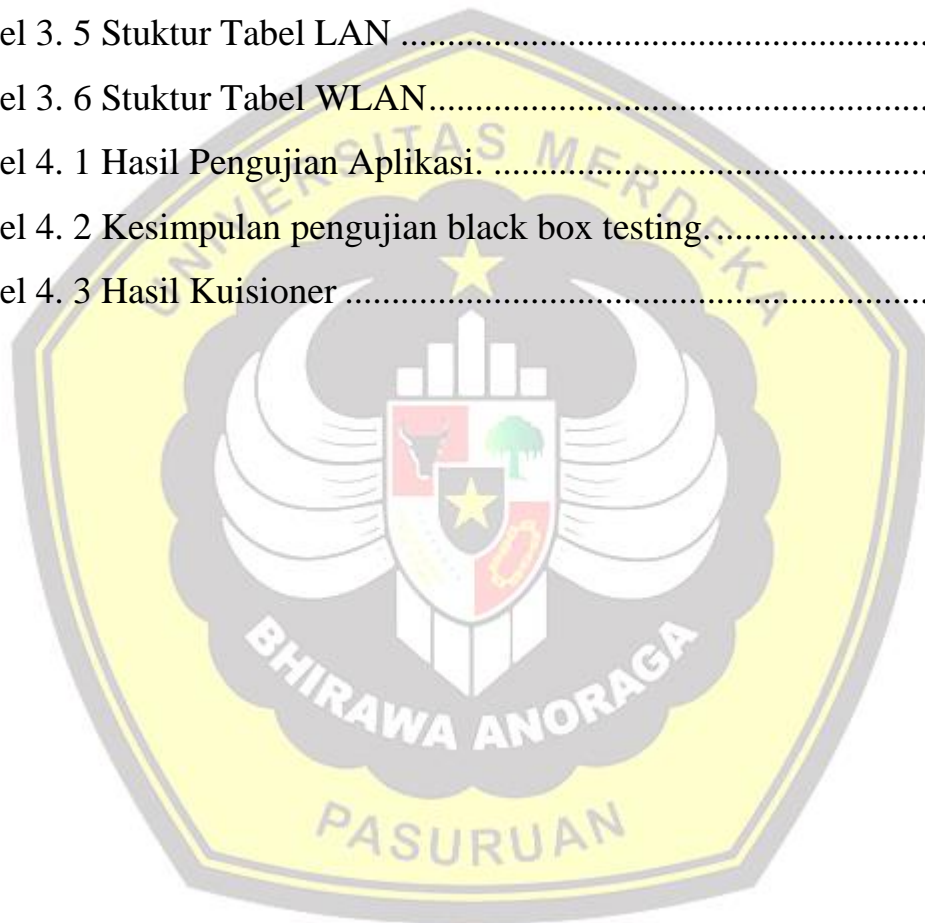 el 3. 5 Stuktur Tabel LAN ..........................................................
el 3. 6 Stuktur Tabel WLAN.......................................................
el 4. 1 Hasil Pengujian Aplikasi. ................................................
el 4. 2 Kesimpulan pengujian black box testing........................
el 4. 3 Hasil Kuisioner ...............................................................
UNIVERSITAS MERDEKA
BHIRAWA ANORAGA
PASURUAN